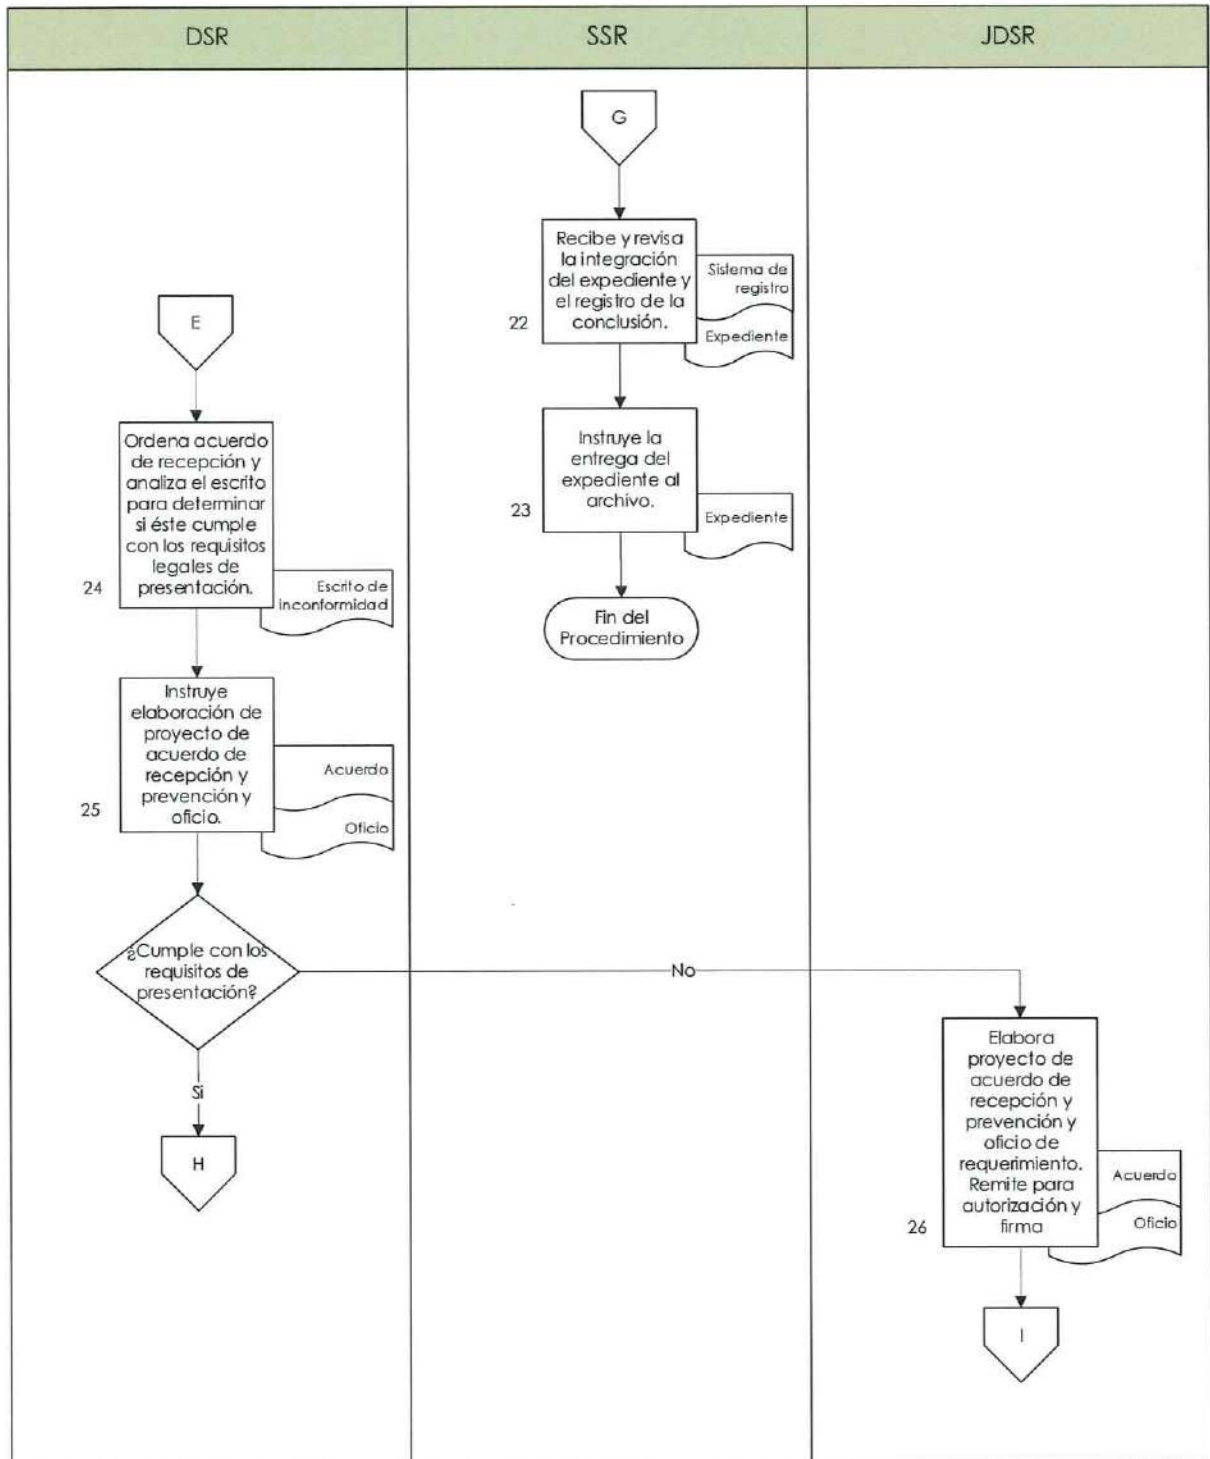 DSR
SSR
JDSR
G
Recibe y revisa
la integración
del expediente y
el registro de la
conclusión.
22
Sistema de
registro
Expediente
Instruye la
entrega del
expediente al
archivo.
23
Expediente
Fin del
Procedimiento
E
Ordena acuerdo
de recepción y
analiza el escrito
para determinar
si éste cumple
con los requisitos
legales de
presentación.
24
Escrito de
inconformidad
Instruye
elaboración de
proyecto de
acuerdo de
recepción y
prevención y
oficio.
25
Acuerdo
Oficio
¿Cumple con los
requisitos de
presentación?
No
Si
H
Elabora
proyecto de
acuerdo de
recepción y
prevención y
oficio de
requerimiento.
Remite para
autorización y
firma
26
Acuerdo
Oficio
I